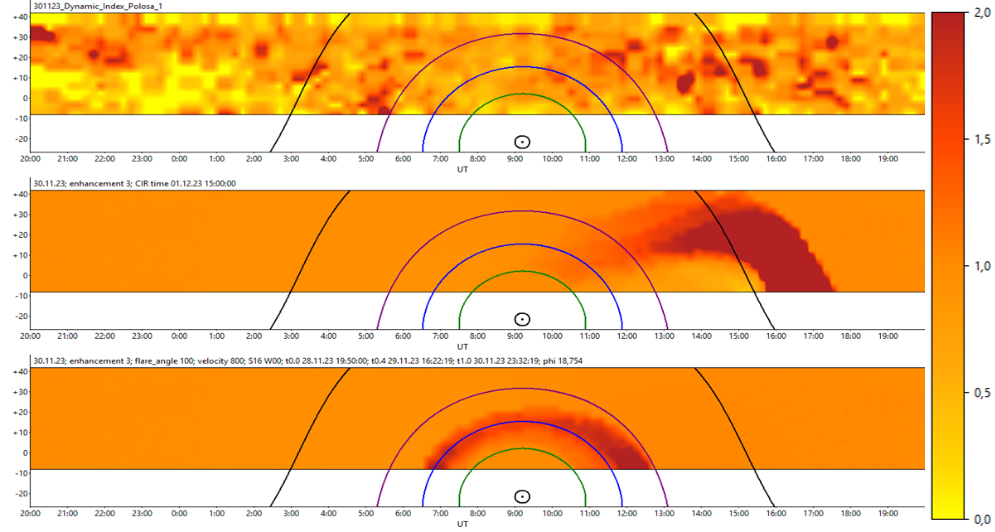 301123_Dynamic_Index_Polosa_1
2,0
+40
+30
+20
+10
0
-10
-20
20:00 21:00 22:00 23:00 0:00 1:00 2:00 3:00 4:00 5:00 6:00 7:00 8:00 9:00 10:00 11:00 12:00 13:00 14:00 15:00 16:00 17:00 18:00 19:00
UT
1,5
30.11.23; enhancement 3; CIR time 01.12.23 15:00:00
+40
+30
+20
+10
0
-10
-20
1,0
20:00 21:00 22:00 23:00 0:00 1:00 2:00 3:00 4:00 5:00 6:00 7:00 8:00 9:00 10:00 11:00 12:00 13:00 14:00 15:00 16:00 17:00 18:00 19:00
UT
30.11.23; enhancement 3; flare_angle 100; velocity 800; S16 W00; t0.0 28.11.23 19:50:00; t0.4 29.11.23 16:22:19; t1.0 30.11.23 23:32:19; phi 18,754
+40
+30
0,5
+20
+10
0
-10
-20
20:00 21:00 22:00 23:00 0:00 1:00 2:00 3:00 4:00 5:00 6:00 7:00 8:00 9:00 10:00 11:00 12:00 13:00 14:00 15:00 16:00 17:00 18:00 19:00
0,0
UT